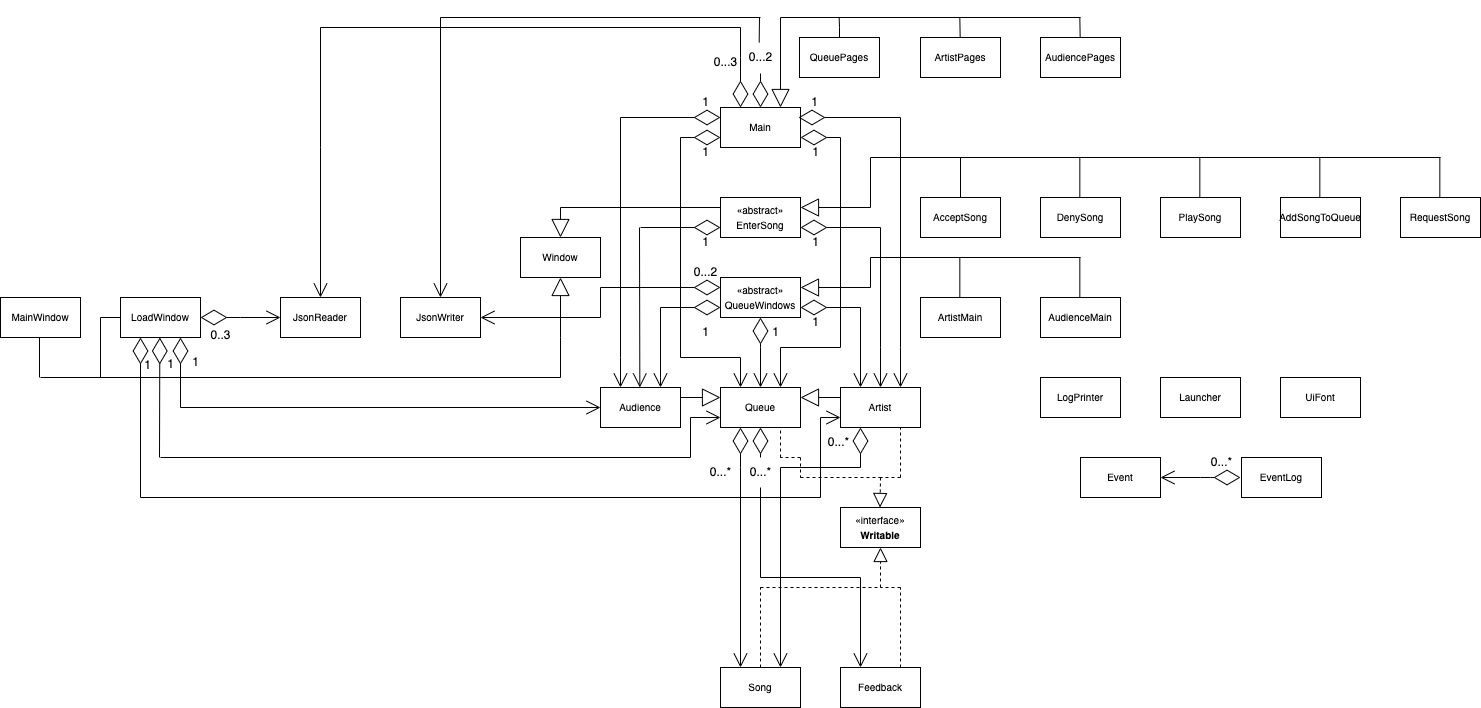 QueuePages
ArtistPages
AudiencePages
0...3
0...2
1
1
Main
1
1
AcceptSong
DenySong
PlaySong
AddSongToQueue
RequestSong
«abstract»
EnterSong
1
1
Window
0...2
«abstract»
QueueWindows
1
1
1
MainWindow
LoadWindow
0..3
JsonReader
JsonWriter
ArtistMain
AudienceMain
1
1
1
Audience
Queue
Artist
LogPrinter
Launcher
UiFont
0...*
0...*
0...*
Event
0...*
EventLog
«interface»
Writable
Song
Feedback